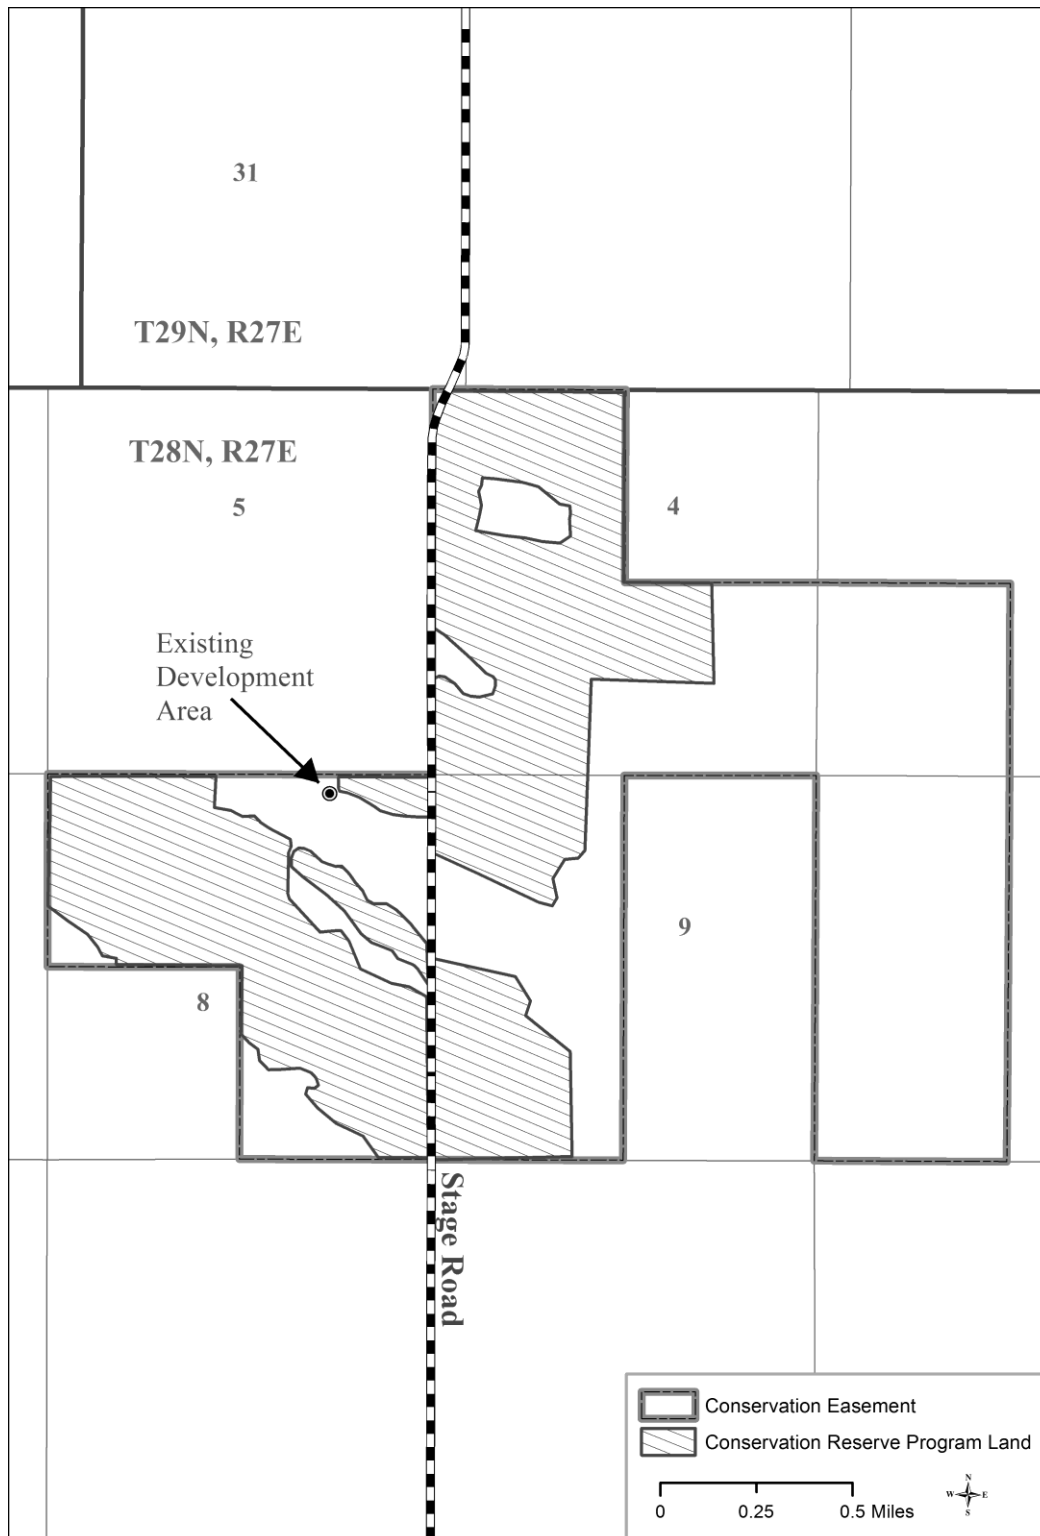 31
T29N, R27E
T28N, R27E
5
4
Existing
Development
Area
9
8
Stage Road
Conservation Easement
Conservation Reserve Program Land
0 0.25 0.5 Miles
N
W E
S